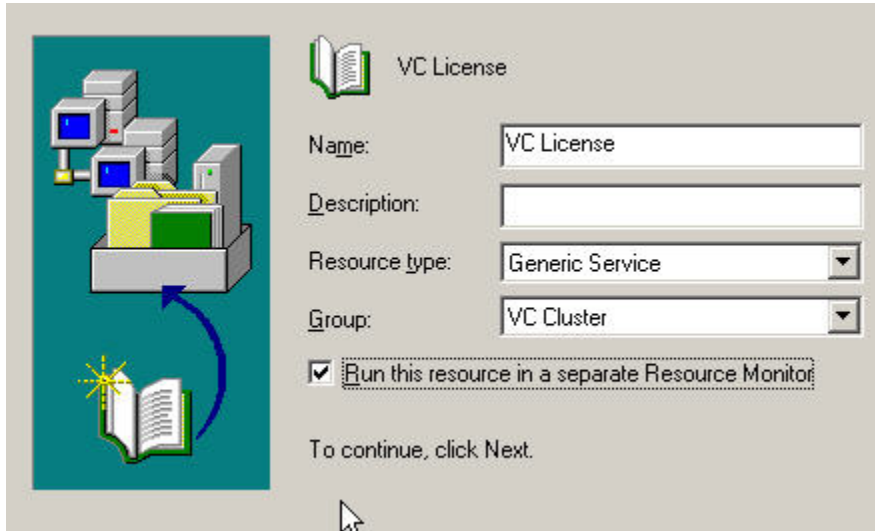 VC License
Name: VC License
Description:
Resource type: Generic Service
Group: VC Cluster
Run this resource in a separate Resource Monitor
To continue, click Next.